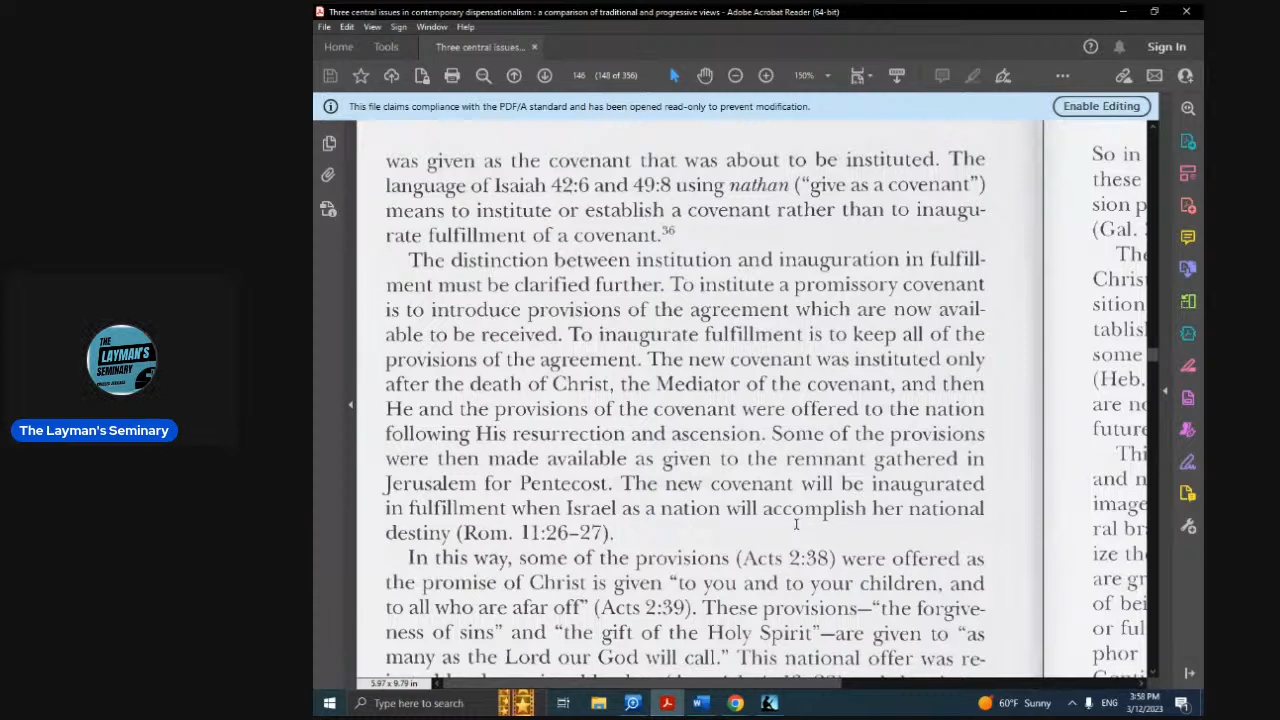 Three central issues in contemporary dispensationalism : a comparison of traditional and progressive views - Adobe Acrobat Reader (64-bit)
File Edit View Sign Window Help
Home Tools Three central issues... × Sign In
146 (148 of 356) 150%
This file claims compliance with the PDF/A standard and has been opened read-only to prevent modification. Enable Editing
was given as the covenant that was about to be instituted. The
language of Isaiah 42:6 and 49:8 using nathan (“give as a covenant”)
means to institute or establish a covenant rather than to inaugu-
rate fulfillment of a covenant.36
The distinction between institution and inauguration in fulfill-
ment must be clarified further. To institute a promissory covenant
is to introduce provisions of the agreement which are now avail-
able to be received. To inaugurate fulfillment is to keep all of the
provisions of the agreement. The new covenant was instituted only
after the death of Christ, the Mediator of the covenant, and then
He and the provisions of the covenant were offered to the nation
following His resurrection and ascension. Some of the provisions
were then made available as given to the remnant gathered in
Jerusalem for Pentecost. The new covenant will be inaugurated
in fulfillment when Israel as a nation will accomplish her national
destiny (Rom. 11:26–27).
In this way, some of the provisions (Acts 2:38) were offered as
the promise of Christ is given “to you and to your children, and
to all who are afar off” (Acts 2:39). These provisions—“the forgive-
ness of sins” and “the gift of the Holy Spirit”—are given to “as
many as the Lord our God will call.” This national offer was re-
So in
these
sion p
(Gal.
The
Chris
sition
tablis
some
(Heb.
are no
future
Thi
and n
image
ral br
ize th
are gr
of bei
or ful
phor
5.97 x 9.79 in
THE
LAYMAN'S
SEMINARY
The Layman's Seminary
Type here to search
60°F Sunny ENG 3:58 PM
3/12/2023